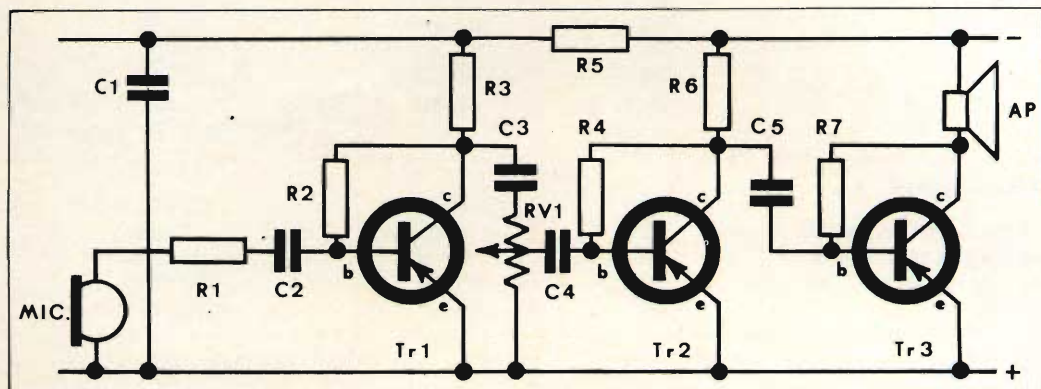 -
R5
C1
R3
R6
AP
C3
R4
C5
R7
R2
RV1
c
c
c
b
b
b
R1
C2
C4
MIC.
e
e
e
Tr1
Tr2
Tr3
+